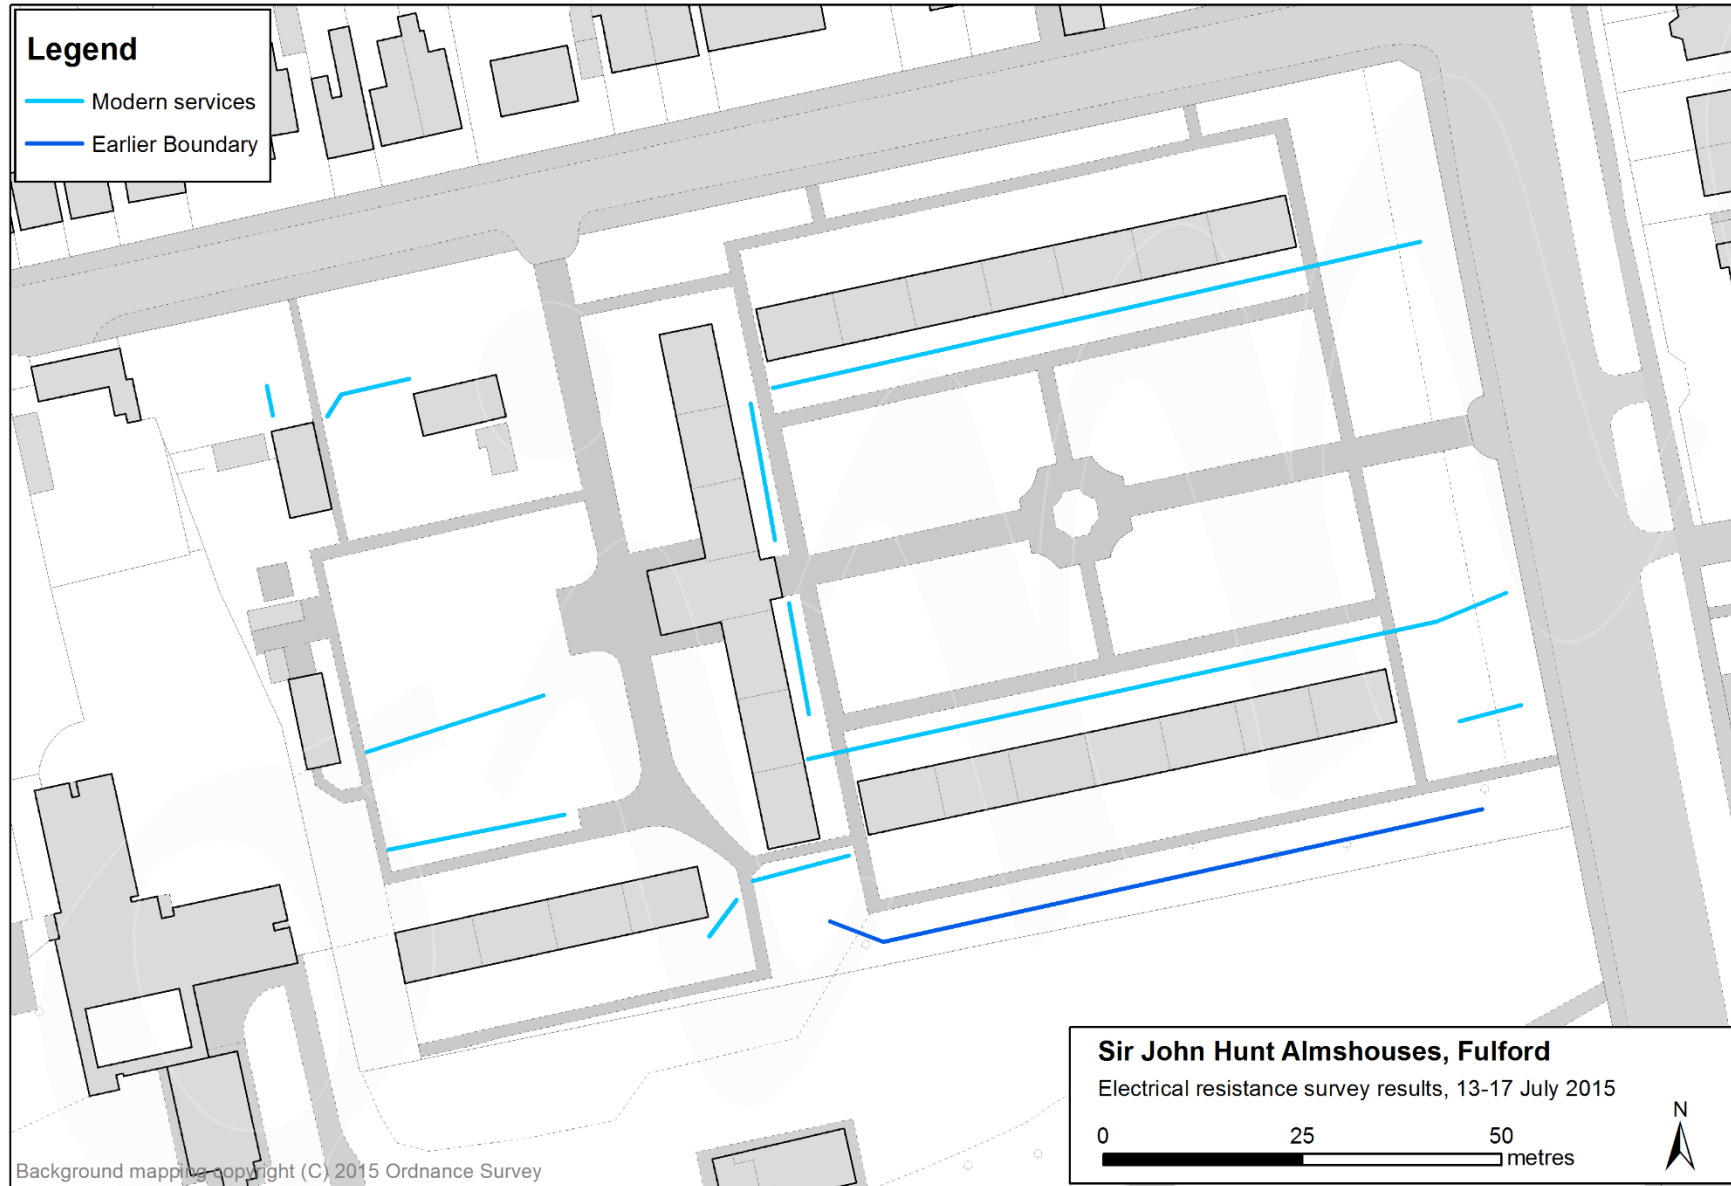 Legend
Modern services
Earlier Boundary
Sir John Hunt Almshouses, Fulford
Electrical resistance survey results, 13-17 July 2015
N
0 25 50
metres
Background mapping copyright (C) 2015 Ordnance Survey